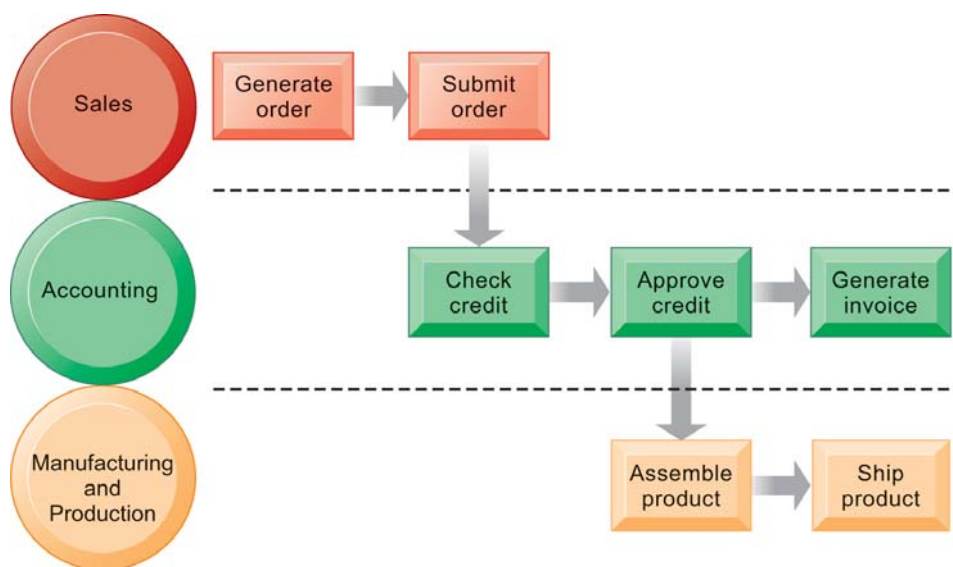 Sales
Generate
order
Submit
order
Accounting
Check
credit
Approve
credit
Generate
invoice
Manufacturing
and
Production
Assemble
product
Ship
product